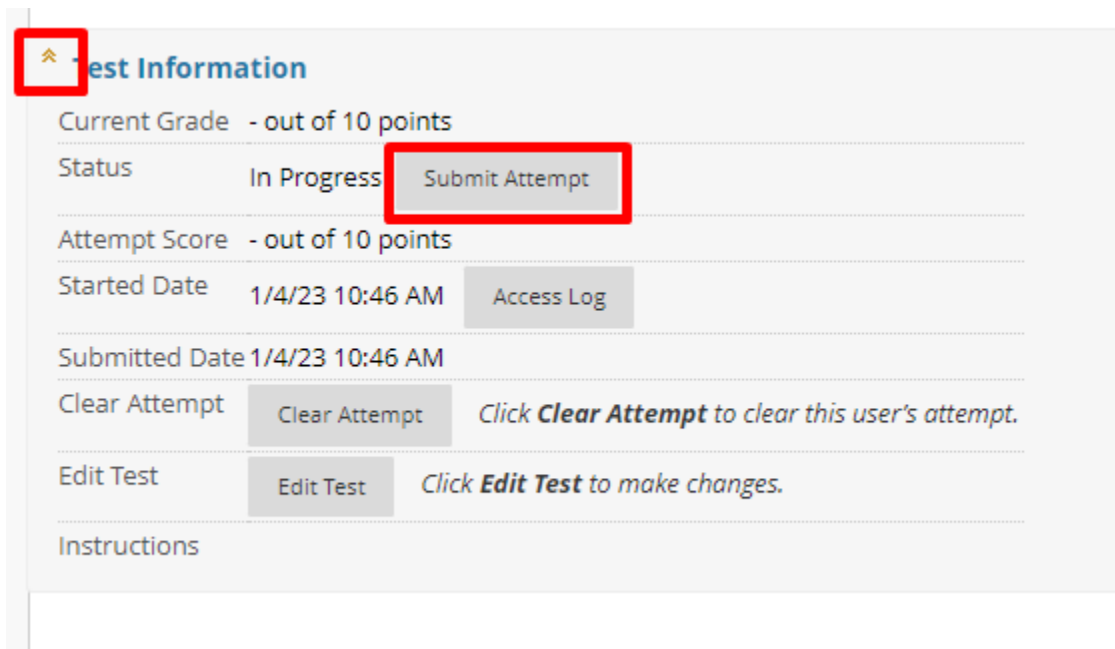 Test Information
Current Grade - out of 10 points
Status In Progress Submit Attempt
Attempt Score - out of 10 points
Started Date 1/4/23 10:46 AM Access Log
Submitted Date 1/4/23 10:46 AM
Clear Attempt Clear Attempt Click Clear Attempt to clear this user's attempt.
Edit Test Edit Test Click Edit Test to make changes.
Instructions